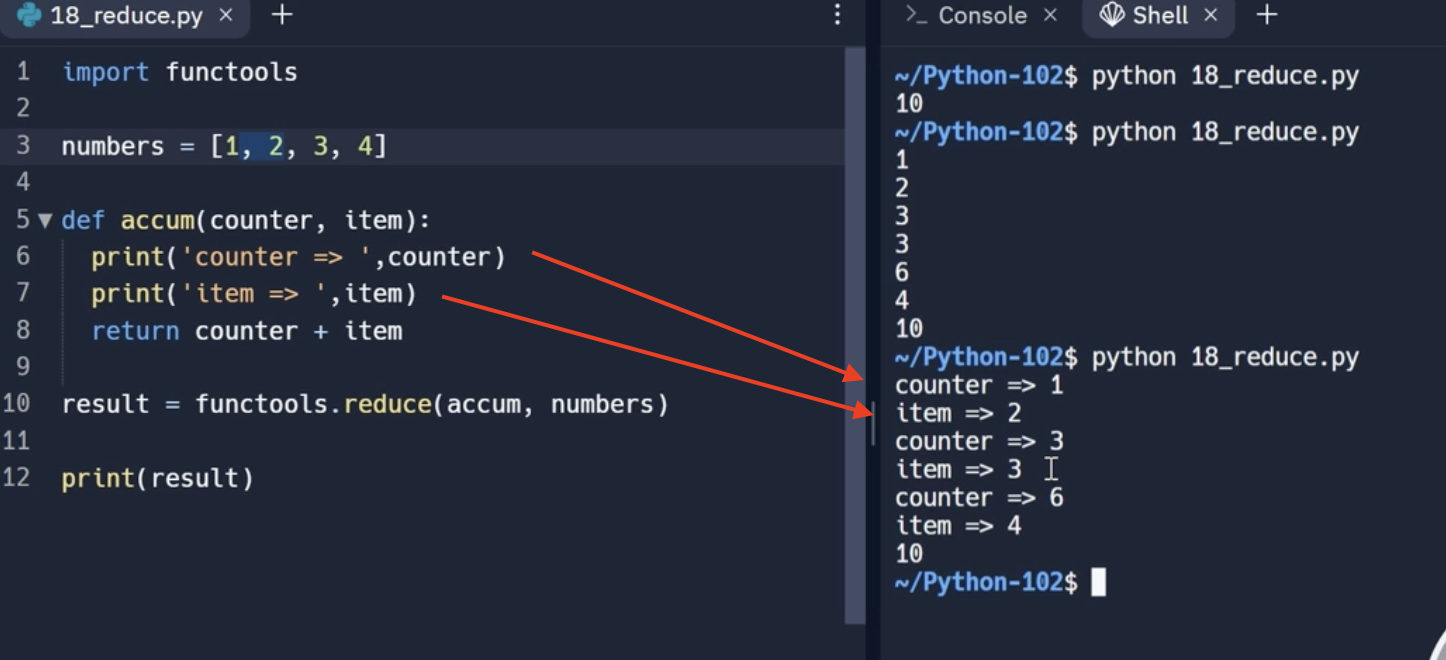 18_reduce.py × +
1 import functools
2
3 numbers = [1, 2, 3, 4]
4
5 def accum(counter, item):
6 print('counter => ',counter)
7 print('item => ',item)
8 return counter + item
9
10 result = functools.reduce(accum, numbers)
11
12 print(result)
>_ Console × Shell × +
~/Python-102$ python 18_reduce.py
10
~/Python-102$ python 18_reduce.py
1
2
3
3
6
4
10
~/Python-102$ python 18_reduce.py
counter => 1
item => 2
counter => 3
item => 3
counter => 6
item => 4
10
~/Python-102$